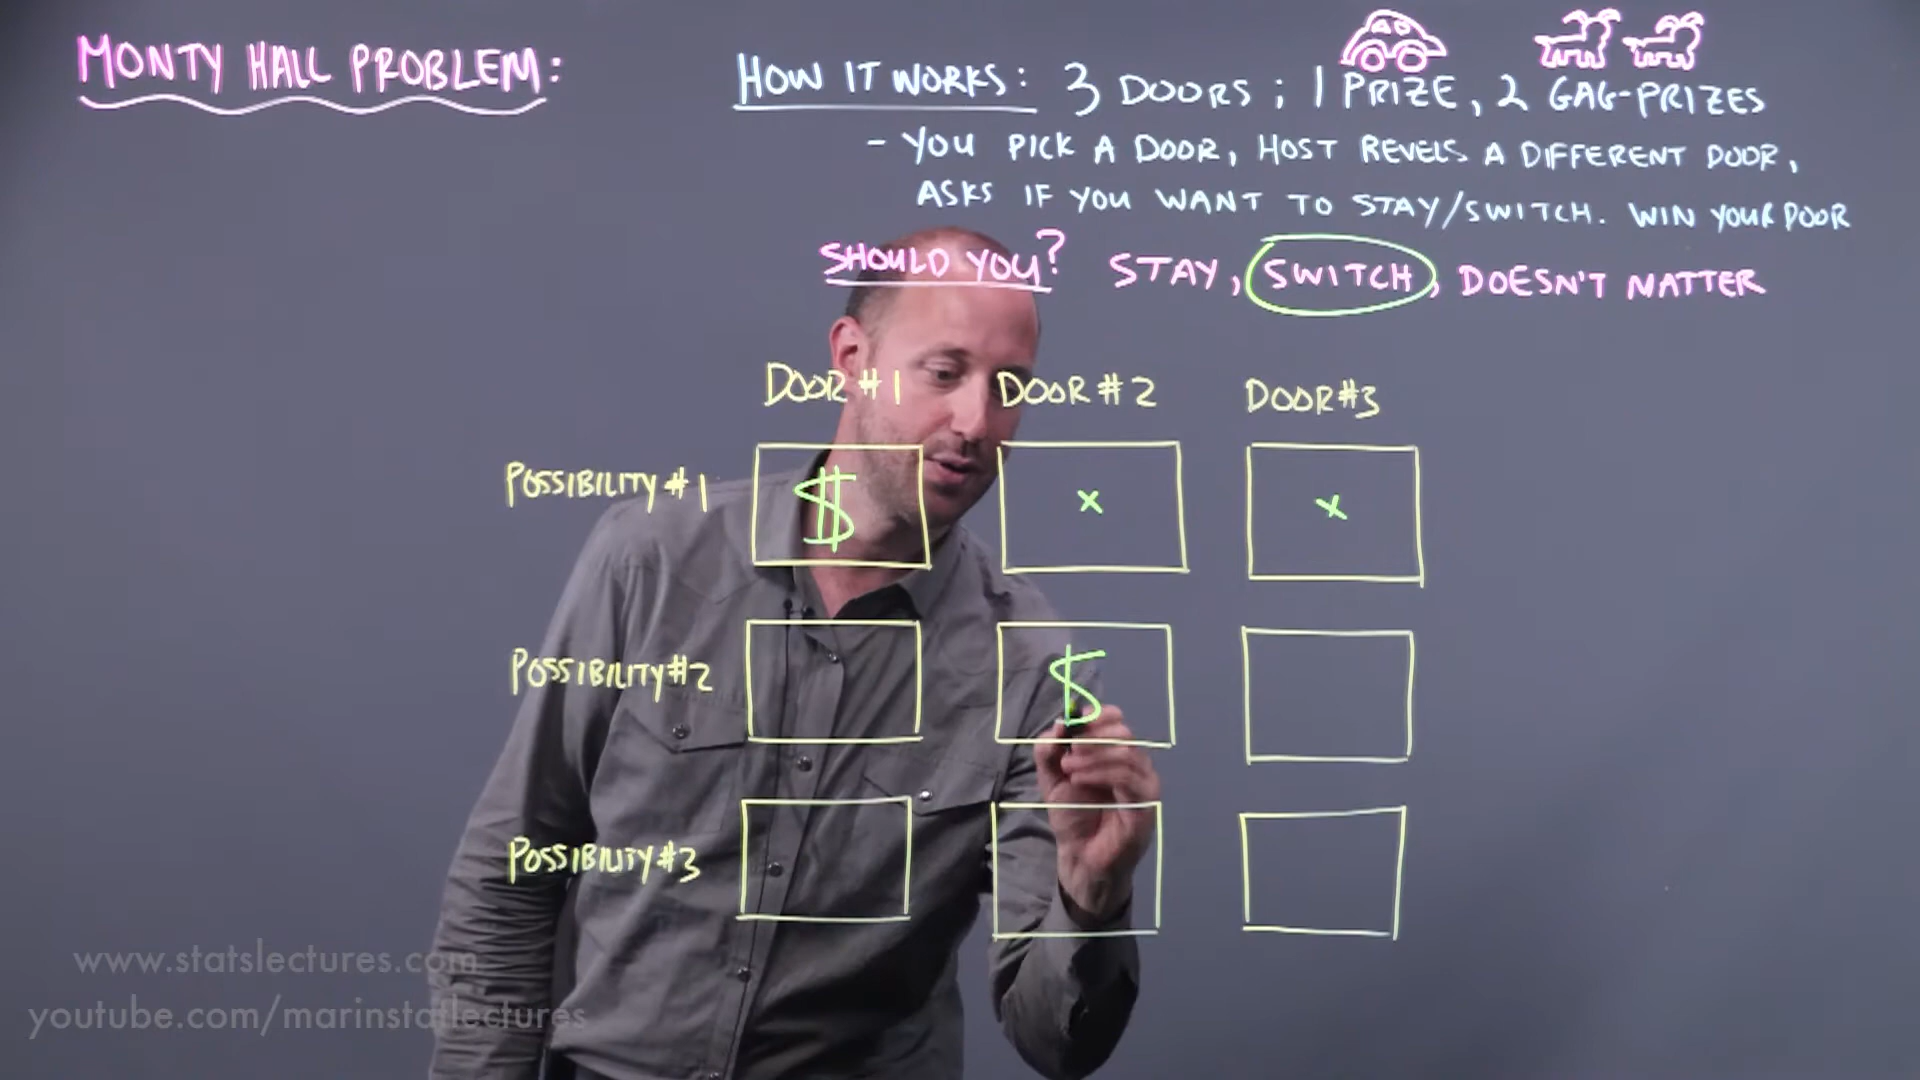 MONTY HALL PROBLEM:
HOW IT WORKS: 3 DOORS; 1 PRIZE, 2 GAG-PRIZES
- YOU PICK A DOOR, HOST REVELS A DIFFERENT DOOR,
ASKS IF YOU WANT TO STAY/SWITCH. WIN YOUR DOOR
SHOULD YOU? STAY, SWITCH, DOESN'T MATTER
DOOR #1 DOOR #2 DOOR #3
POSSIBILITY #1 $ x x
POSSIBILITY #2 $
POSSIBILITY #3
www.statslectures.com
youtube.com/marinstatlectures